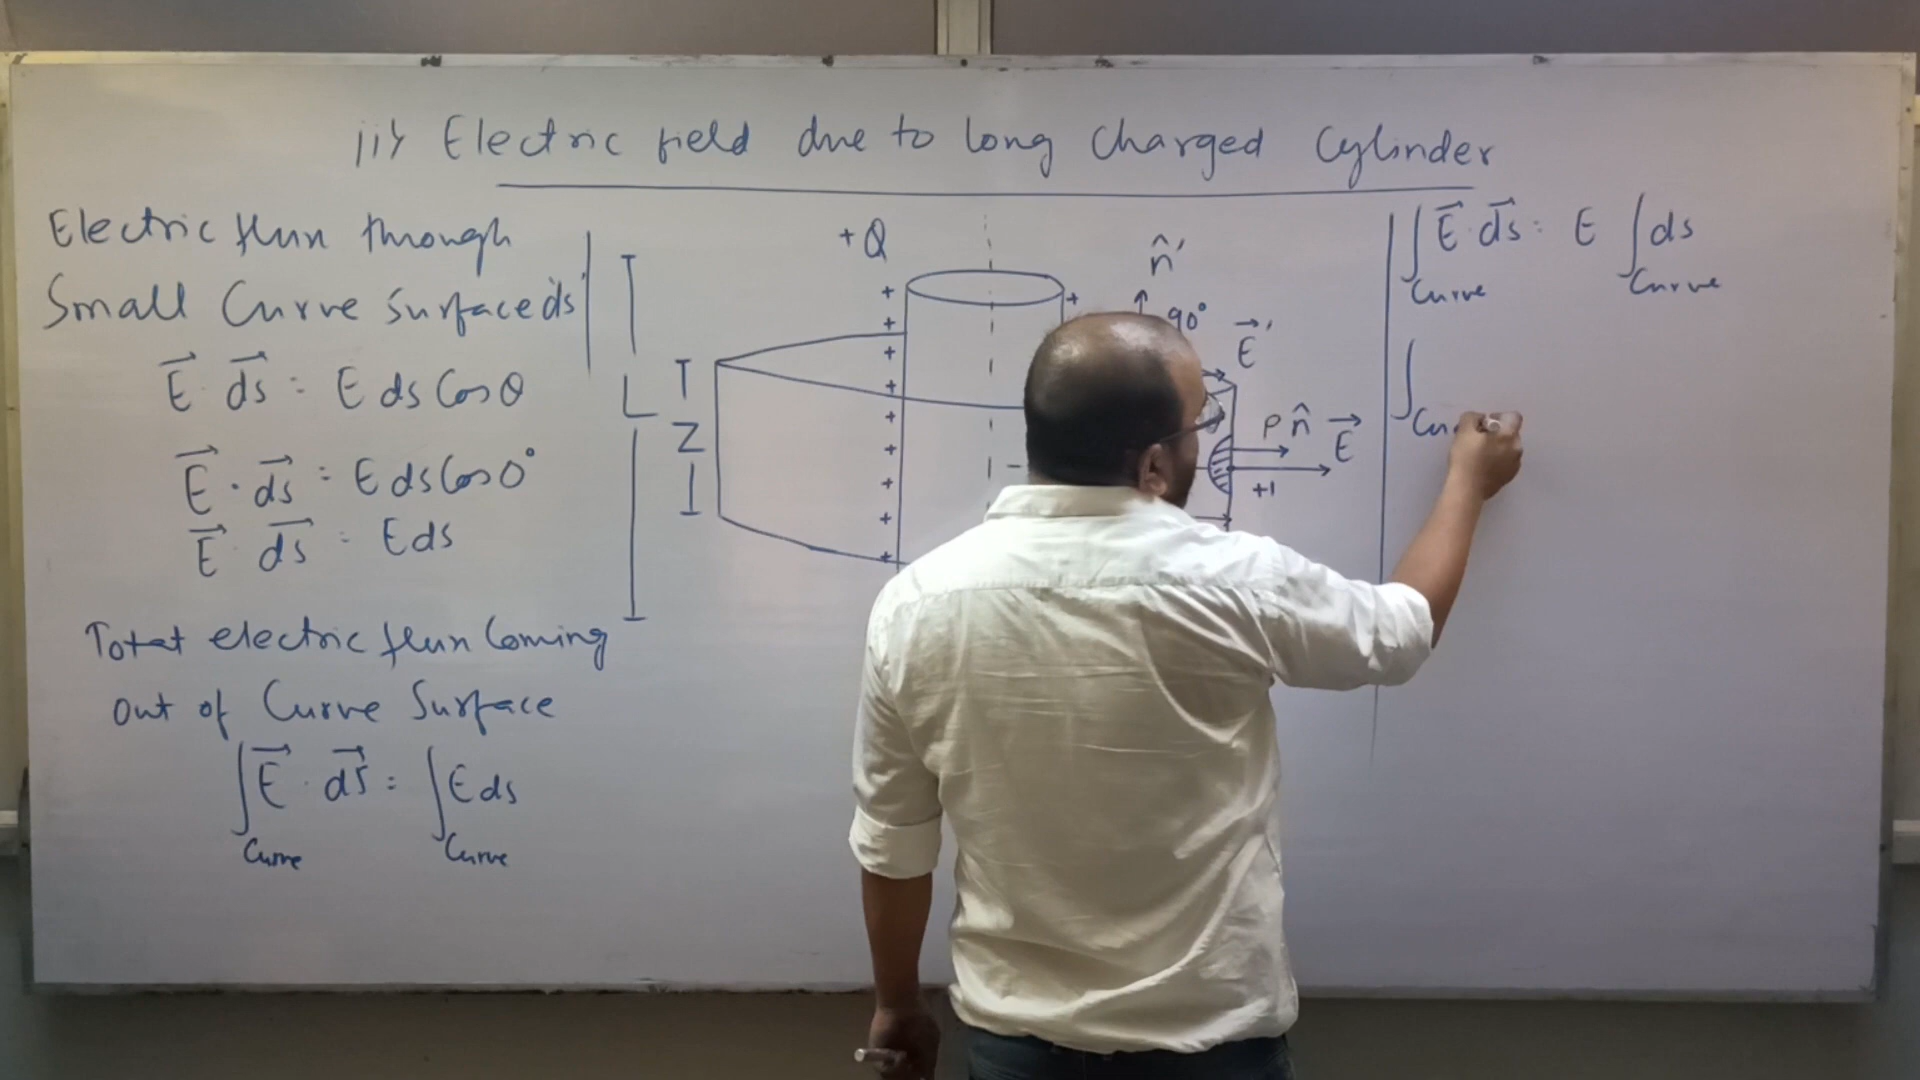 iii) Electric field due to long Charged Cylinder
Electric flux through
Small Curve Surface ds
E⃗ · ds⃗ = E ds Cos θ
E⃗ · ds⃗ = E ds Cos 0°
E⃗ · ds⃗ = E ds
Total electric flux Coming
out of Curve Surface
∫Curve E⃗ · ds⃗ = ∫Curve E ds
+Q
L
l
n̂'
90°
E⃗'
P n̂ E⃗
+1
+ + + + + + + + +
+
∫Curve E⃗ · ds⃗ = E ∫Curve ds
∫